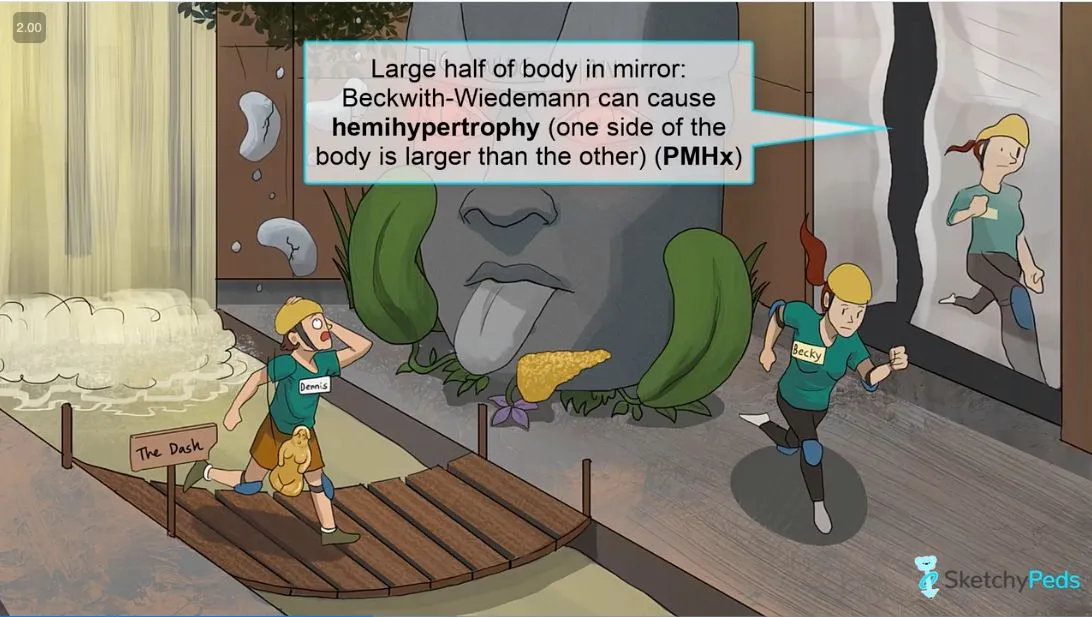 2.00
Large half of body in mirror:
Beckwith-Wiedemann can cause
hemihypertrophy (one side of the
body is larger than the other) (PMHx)
Becky
Dennis
The Dash
SketchyPeds